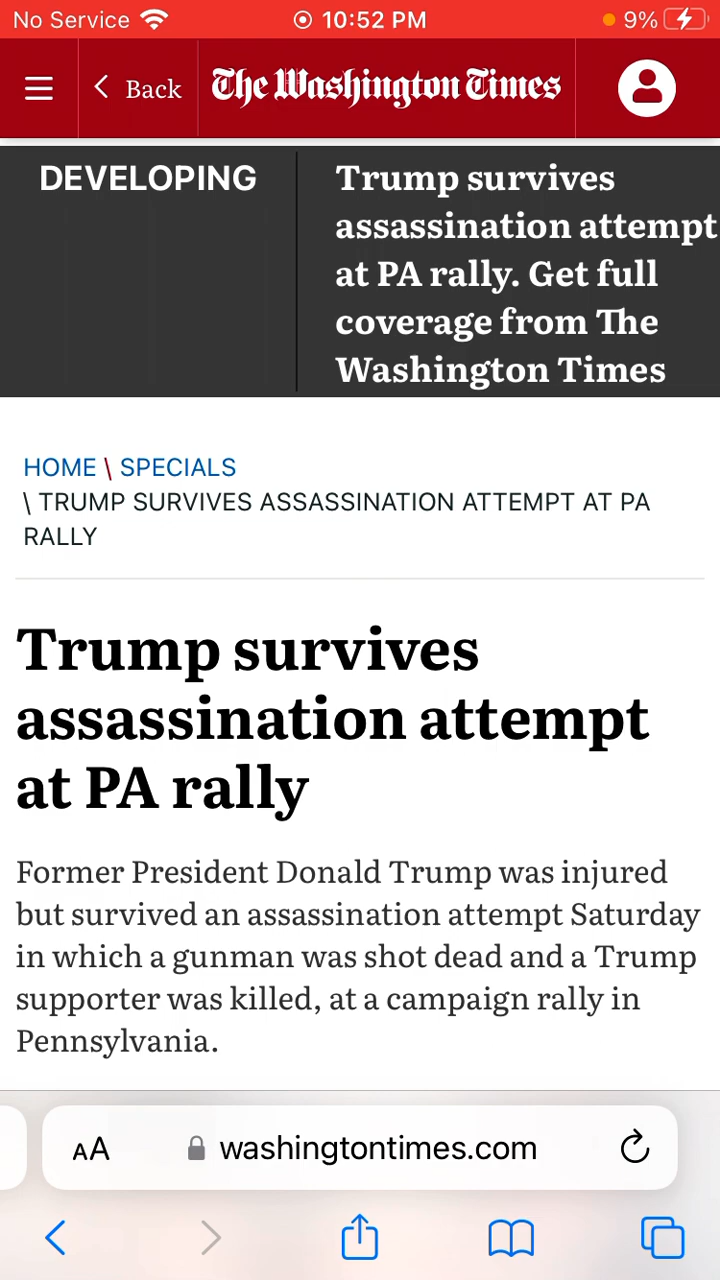 No Service 10:52 PM 9%
Back The Washington Times
DEVELOPING
Trump survives
assassination attempt
at PA rally. Get full
coverage from The
Washington Times
HOME \ SPECIALS
\ TRUMP SURVIVES ASSASSINATION ATTEMPT AT PA
RALLY
Trump survives
assassination attempt
at PA rally
Former President Donald Trump was injured
but survived an assassination attempt Saturday
in which a gunman was shot dead and a Trump
supporter was killed, at a campaign rally in
Pennsylvania.
AA washingtontimes.com